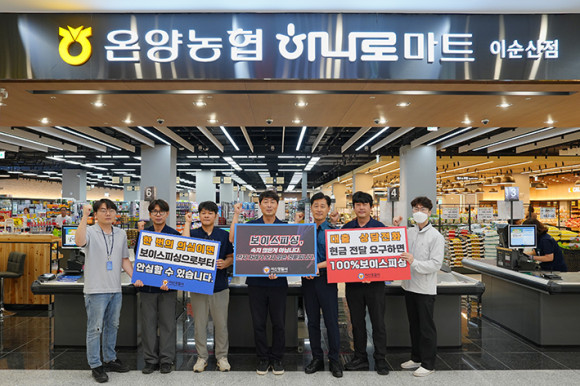 온양농협 하나로마트 이순신점
6
4
3
한 번의 의심이면
보이스피싱으로부터
안심할 수 있습니다.
보이스피싱,
대출 상담전화
현금 전달 요구하면
100%보이스피싱